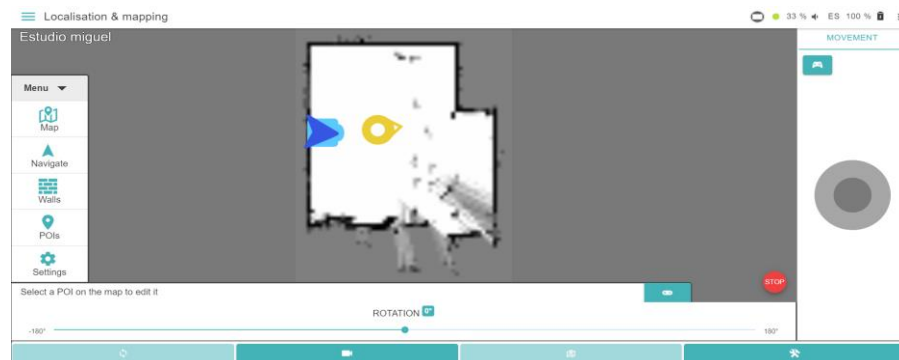 Localisation & mapping
33 % ES 100 %
Estudio miguel
MOVEMENT
Menu
Map
Navigate
Walls
POIs
Settings
STOP
Select a POI on the map to edit it
ROTATION 0°
-180° 180°